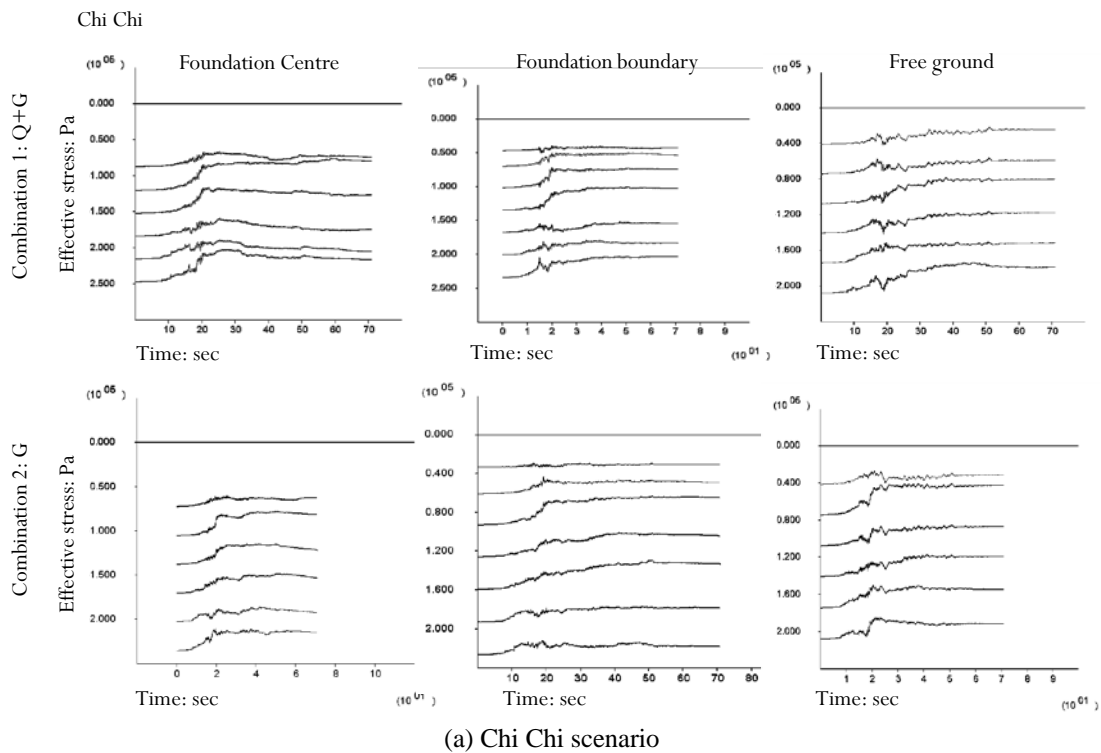 Chi Chi
Foundation Centre
Foundation boundary
Free ground
Combination 1: Q+G
Effective stress: Pa
(10 05)
0.000
0.500
1.000
1.500
2.000
2.500
10 20 30 40 50 60 70
Time: sec
(10 05)
0.000
0.500
1.000
1.500
2.000
2.500
0 1 2 3 4 5 6 7 8 9
Time: sec
(10 01)
(10 05)
0.000
0.400
0.800
1.200
1.600
2.000
10 20 30 40 50 60 70
Time: sec
Combination 2: G
Effective stress: Pa
(10 05)
0.000
0.500
1.000
1.500
2.000
0 2 4 6 8 10
Time: sec
(10 01)
(10 05)
0.000
0.400
0.800
1.200
1.600
2.000
10 20 30 40 50 60 70 80
Time: sec
(10 05)
0.000
0.400
0.800
1.200
1.600
2.000
0 1 2 3 4 5 6 7 8 9
Time: sec
(10 01)
(a) Chi Chi scenario